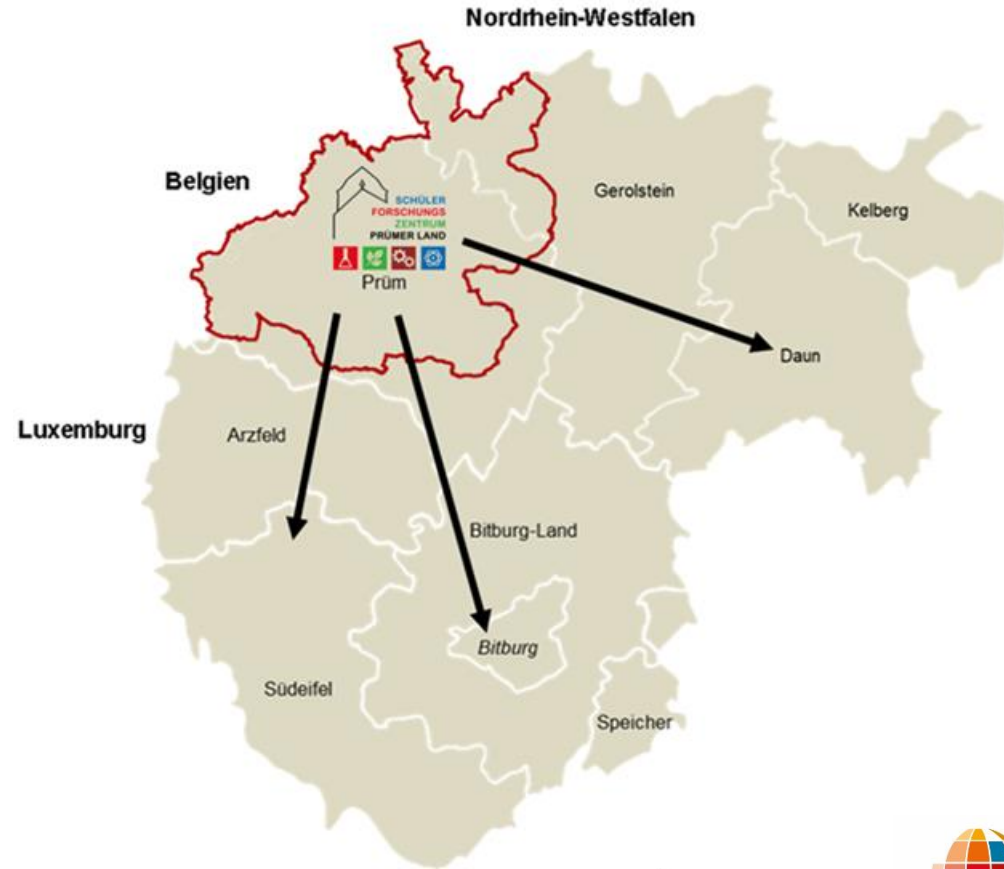 Nordrhein-Westfalen
Belgien
SCHÜLER
FORSCHUNGS
ZENTRUM
PRÜMER LAND
Prüm
Gerolstein
Kelberg
Daun
Luxemburg
Arzfeld
Bitburg-Land
Bitburg
Südeifel
Speicher